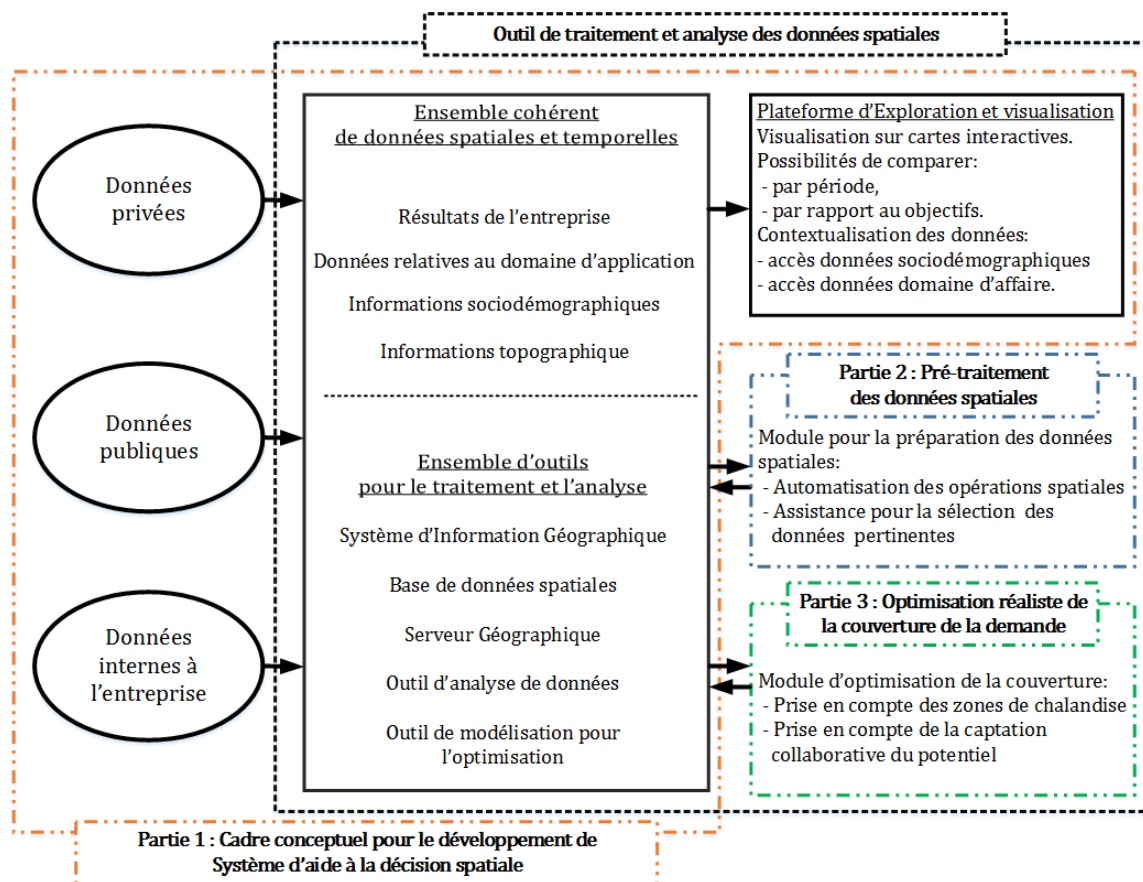 Outil de traitement et analyse des données spatiales
Données
privées
Données
publiques
Données
internes à
l'entreprise
Ensemble cohérent
de données spatiales et temporelles
Résultats de l'entreprise
Données relatives au domaine d'application
Informations sociodémographiques
Informations topographique
Ensemble d'outils
pour le traitement et l'analyse
Système d'Information Géographique
Base de données spatiales
Serveur Géographique
Outil d'analyse de données
Outil de modélisation pour
l'optimisation
Plateforme d'Exploration et visualisation
Visualisation sur cartes interactives.
Possibilités de comparer:
- par période,
- par rapport au objectifs.
Contextualisation des données:
- accès données sociodémographiques
- accès données domaine d'affaire.
Partie 2 : Pré-traitement
des données spatiales
Module pour la préparation des données
spatiales:
- Automatisation des opérations spatiales
- Assistance pour la sélection des
données pertinentes
Partie 3 : Optimisation réaliste de
la couverture de la demande
Module d'optimisation de la couverture:
- Prise en compte des zones de chalandise
- Prise en compte de la captation
collaborative du potentiel
Partie 1 : Cadre conceptuel pour le développement de
Système d'aide à la décision spatiale